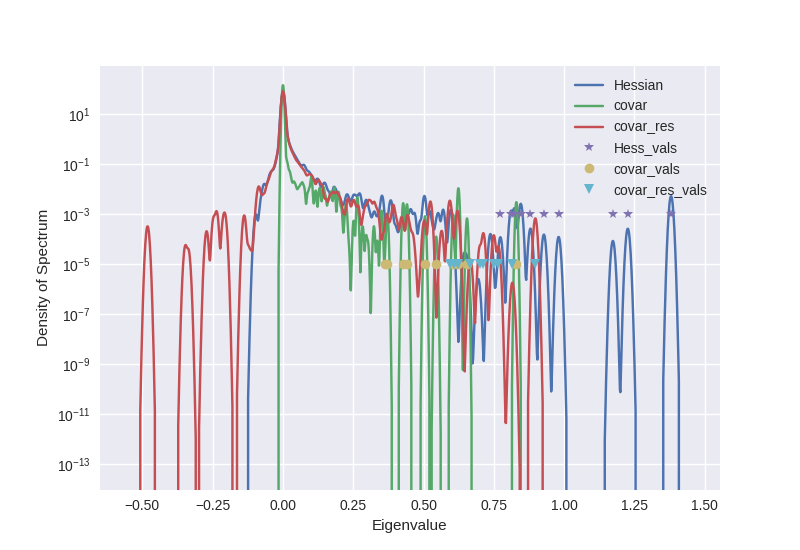 Hessian
covar
covar_res
Hess_vals
covar_vals
covar_res_vals
10^1
10^−1
10^−3
10^−5
10^−7
10^−9
10^−11
10^−13
Density of Spectrum
−0.50 −0.25 0.00 0.25 0.50 0.75 1.00 1.25 1.50
Eigenvalue